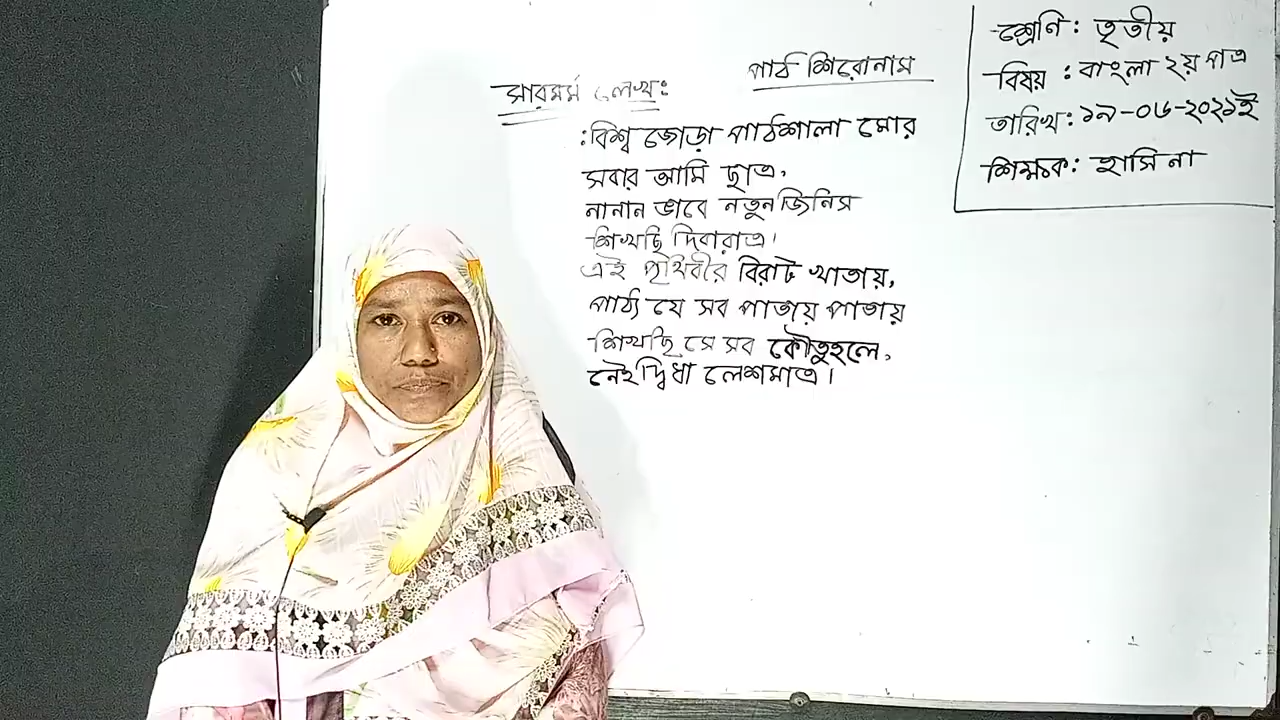 পাঠ শিরোনাম
সারমর্ম লেখঃ
:বিশ্ব জোড়া পাঠশালা মোর
সবার আমি ছাত্র,
নানান ভাবে নতুন জিনিস
শিখছি দিবারাত্র।
এই পৃথিবীর বিরাট খাতায়,
পাঠ্য যে সব পাতায় পাতায়
শিখছি সে সব কৌতুহলে,
নেই দ্বিধা লেশমাত্র।
শ্রেণি: তৃতীয়
বিষয় : বাংলা ২য় পত্র
তারিখ: ১৯-০৬-২০২১ই
শিক্ষক: হাসিনা